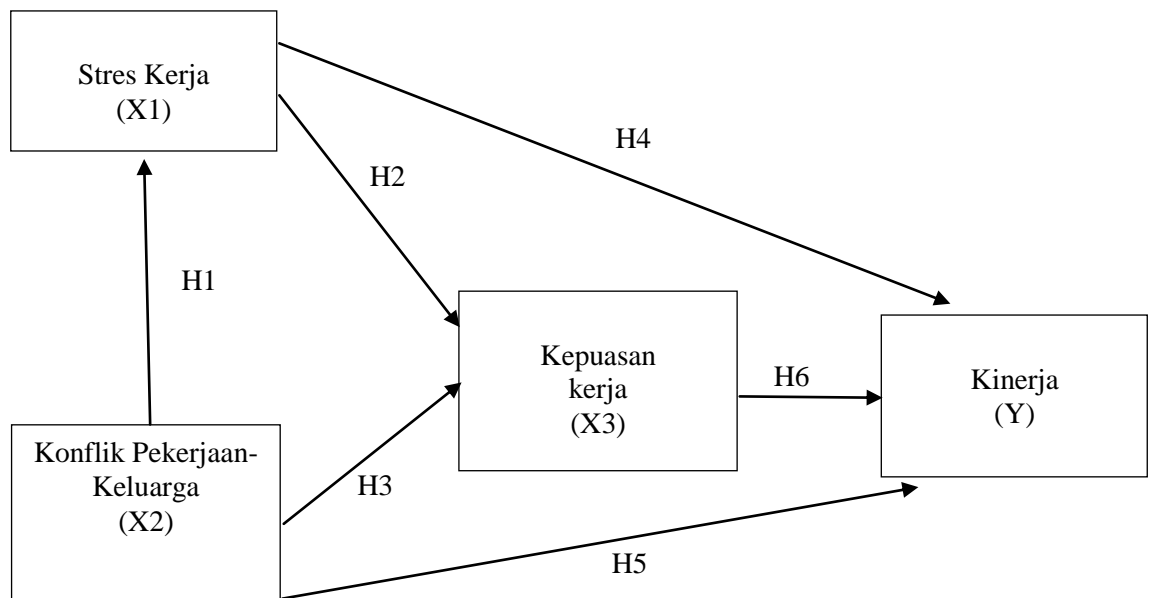 Stres Kerja
(X1)
H4
H2
H1
Kepuasan
kerja
(X3)
H6
Kinerja
(Y)
Konflik Pekerjaan-
Keluarga
(X2)
H3
H5